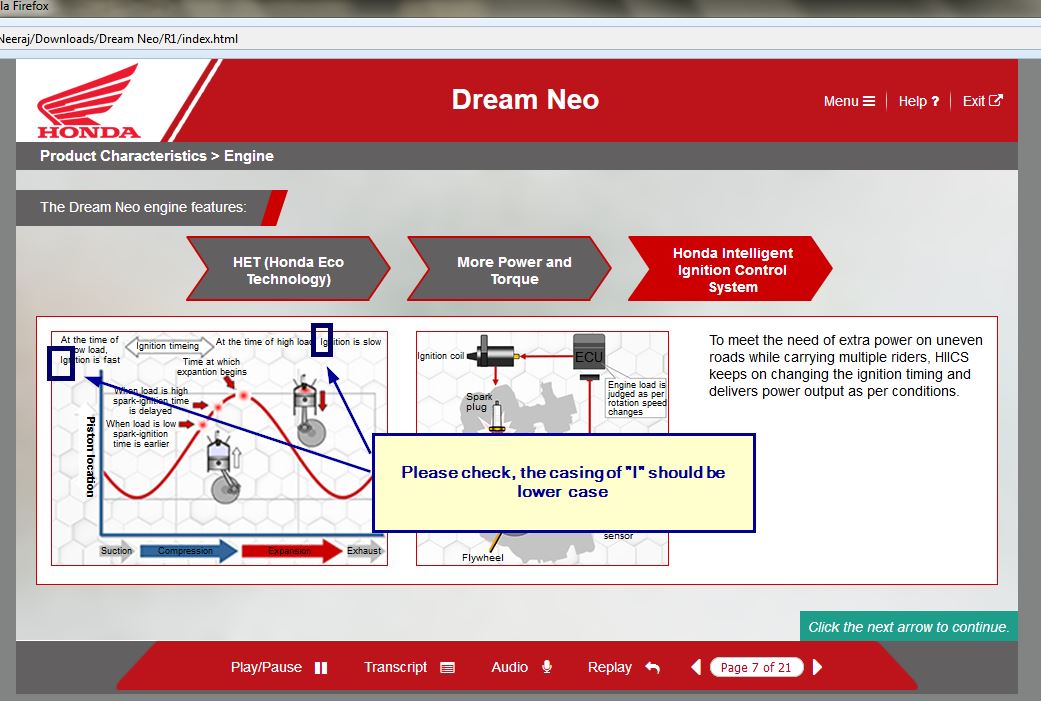 la Firefox
Neeraj/Downloads/Dream Neo/R1/index.html
HONDA
Dream Neo
Menu
Help ?
Exit
Product Characteristics > Engine
The Dream Neo engine features:
HET (Honda Eco
Technology)
More Power and
Torque
Honda Intelligent
Ignition Control
System
At the time of
low load,
Ignition is fast
Ignition timeing
At the time of high load, Ignition is slow
Time at which
expantion begins
When load is high
spark-ignition time
is delayed
When load is low
spark-ignition
time is earlier
Piston location
Suction
Compression
Expansion
Exhaust
Ignition coil
ECU
Spark
plug
Engine load is
judged as per
rotation speed
changes
sensor
Flywheel
To meet the need of extra power on uneven
roads while carrying multiple riders, HIICS
keeps on changing the ignition timing and
delivers power output as per conditions.
Please check, the casing of "I" should be
lower case
Click the next arrow to continue.
Play/Pause
Transcript
Audio
Replay
Page 7 of 21